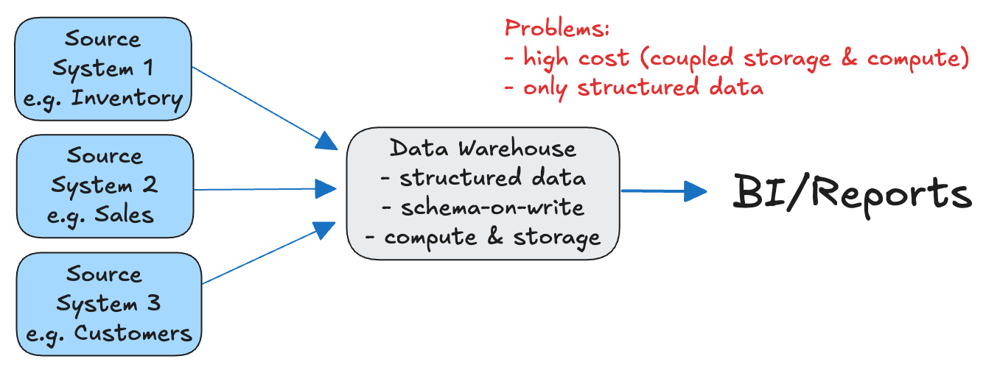 Source
System 1
e.g. Inventory
Source
System 2
e.g. Sales
Source
System 3
e.g. Customers
Data Warehouse
- structured data
- schema-on-write
- compute & storage
Problems:
- high cost (coupled storage & compute)
- only structured data
BI/Reports